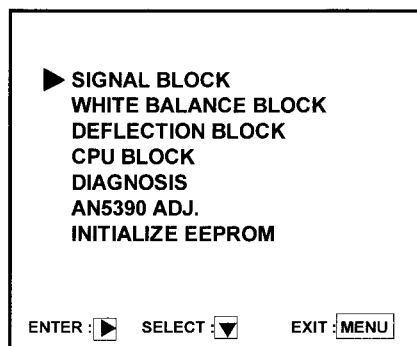 SIGNAL BLOCK
WHITE BALANCE BLOCK
DEFLECTION BLOCK
CPU BLOCK
DIAGNOSIS
AN5390 ADJ.
INITIALIZE EEPROM
ENTER : ▶ SELECT : ▼ EXIT : MENU